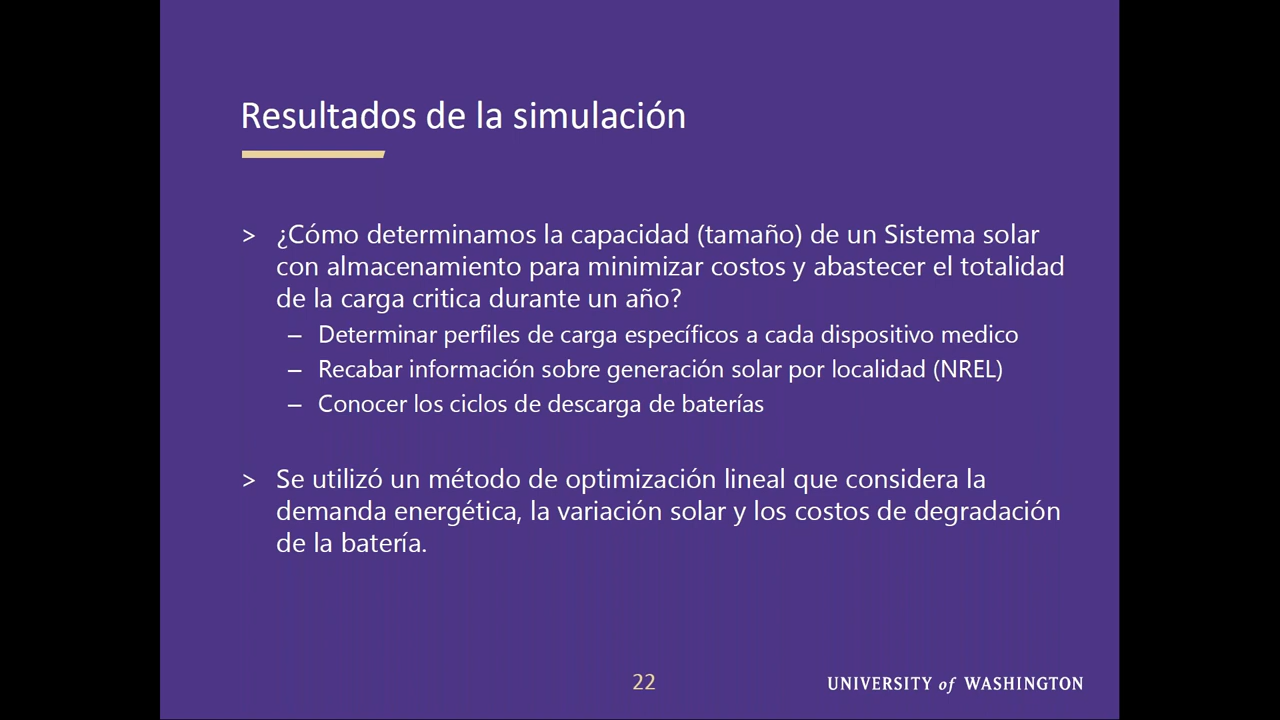 Resultados de la simulación
> ¿Cómo determinamos la capacidad (tamaño) de un Sistema solar
con almacenamiento para minimizar costos y abastecer el totalidad
de la carga critica durante un año?
– Determinar perfiles de carga específicos a cada dispositivo medico
– Recabar información sobre generación solar por localidad (NREL)
– Conocer los ciclos de descarga de baterías
> Se utilizó un método de optimización lineal que considera la
demanda energética, la variación solar y los costos de degradación
de la batería.
22
UNIVERSITY of WASHINGTON